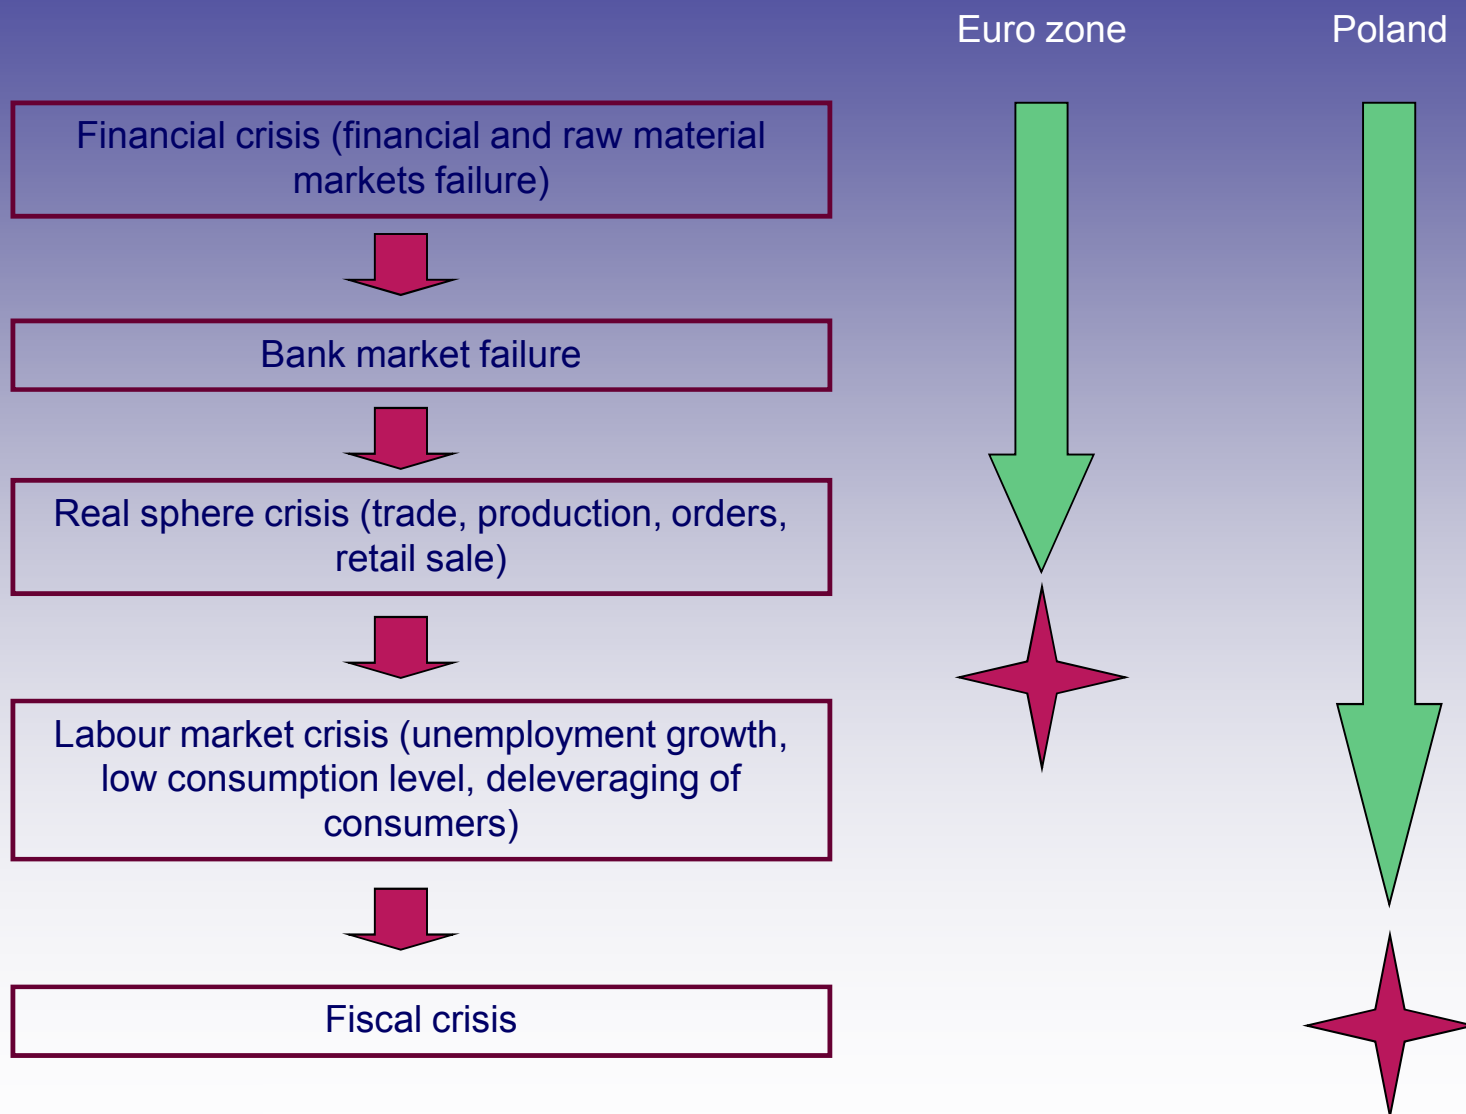 Euro zone
Poland
Financial crisis (financial and raw material
markets failure)
Bank market failure
Real sphere crisis (trade, production, orders,
retail sale)
Labour market crisis (unemployment growth,
low consumption level, deleveraging of
consumers)
Fiscal crisis